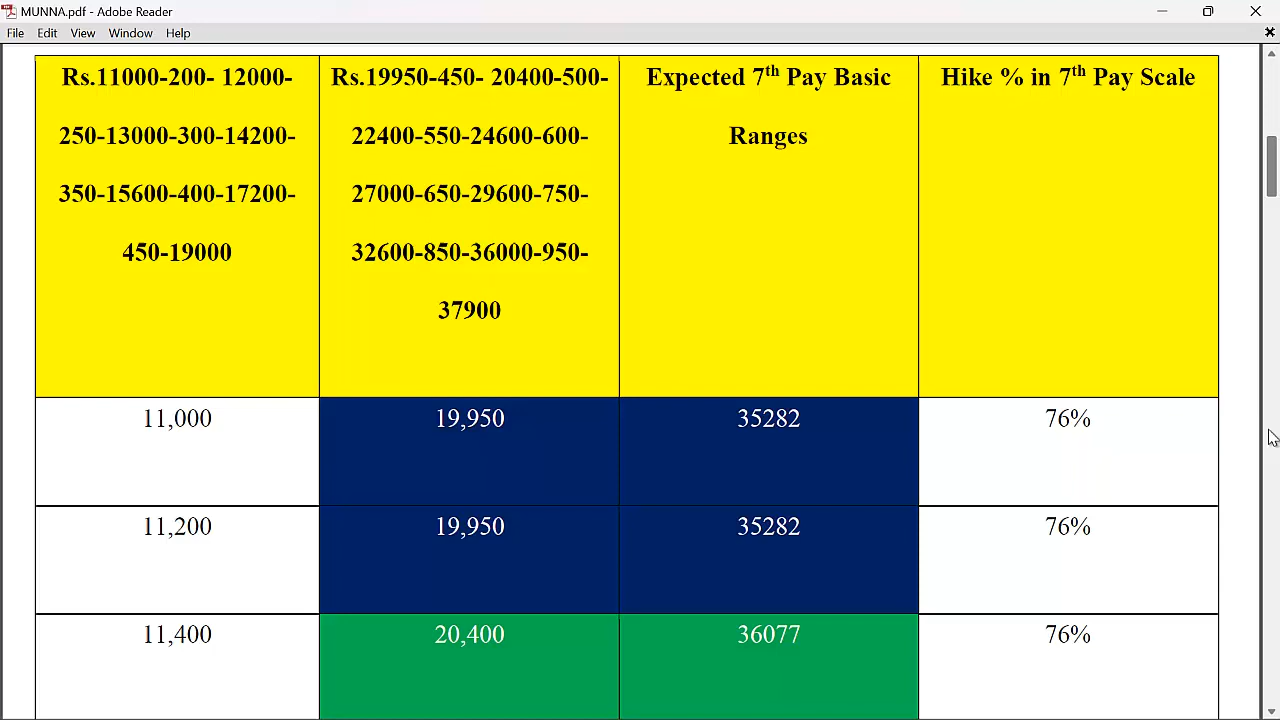 MUNNA.pdf - Adobe Reader
File Edit View Window Help
Rs.11000-200- 12000-
250-13000-300-14200-
350-15600-400-17200-
450-19000
Rs.19950-450- 20400-500-
22400-550-24600-600-
27000-650-29600-750-
32600-850-36000-950-
37900
Expected 7th Pay Basic
Ranges
Hike % in 7th Pay Scale
11,000 19,950 35282 76%
11,200 19,950 35282 76%
11,400 20,400 36077 76%